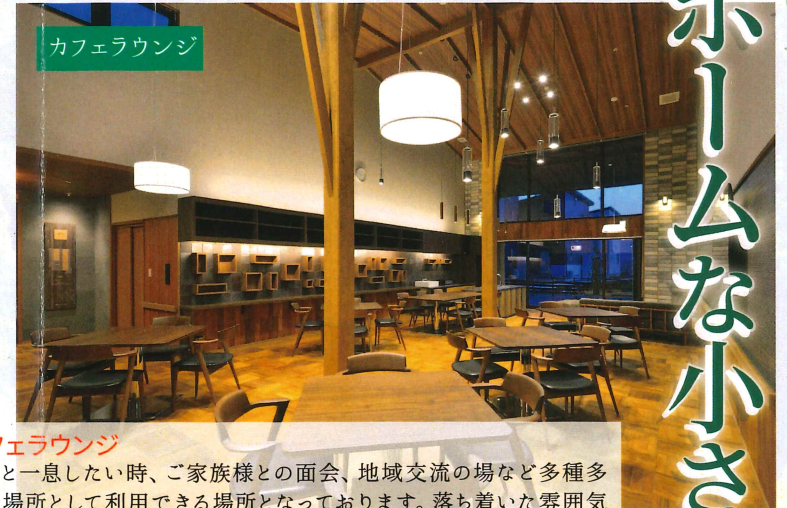 カフェラウンジ
ホームな小さ
フェラウンジ
と一息したい時、ご家族様との面会、地域交流の場など多種多
場所として利用できる場所となっております。落ち着いた雰囲気